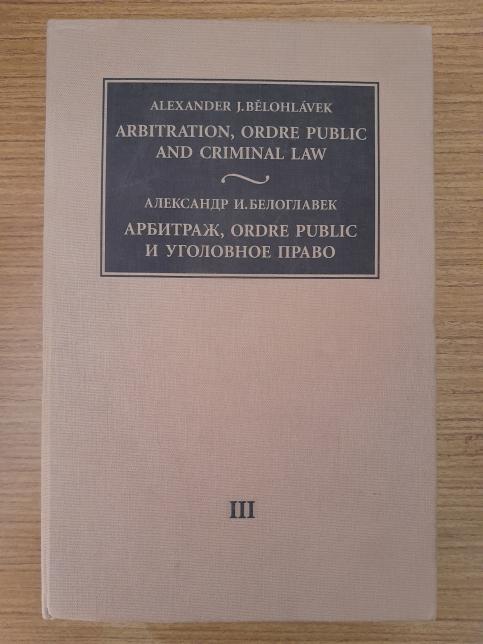 ALEXANDER J.BĚLOHLÁVEK
ARBITRATION, ORDRE PUBLIC
AND CRIMINAL LAW
АЛЕКСАНДР И.БЕЛОГЛАВЕК
АРБИТРАЖ, ORDRE PUBLIC
И УГОЛОВНОЕ ПРАВО
III